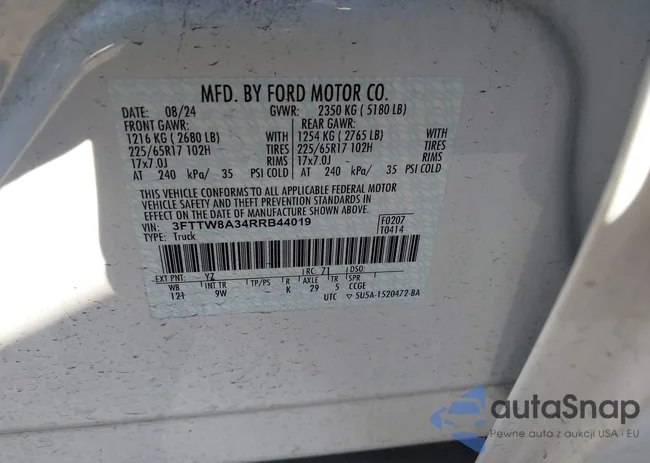 MFD. BY FORD MOTOR CO.
DATE: 08/24 GVWR: 2350 KG ( 5180 LB)
FRONT GAWR: REAR GAWR:
1216 KG ( 2680 LB) WITH 1254 KG ( 2765 LB) WITH
225/65R17 102H TIRES 225/65R17 102H TIRES
17x7.0J RIMS 17x7.0J RIMS
AT 240 kPa/ 35 PSI COLD AT 240 kPa/ 35 PSI COLD
THIS VEHICLE CONFORMS TO ALL APPLICABLE FEDERAL MOTOR
VEHICLE SAFETY AND THEFT PREVENTION STANDARDS IN
EFFECT ON THE DATE OF MANUFACTURE SHOWN ABOVE.
VIN: 3FTTW8A34RRB44019 F0207
TYPE: Truck T0414
EXT PNT: YZ RC: 71 DSO:
WB INT TR TP/PS R AXLE TR SPR
121 9W K 29 5 CCGE
UTC 5U5A-1520472-BA
autaSnap
Pewne auto z aukcji USA i EU